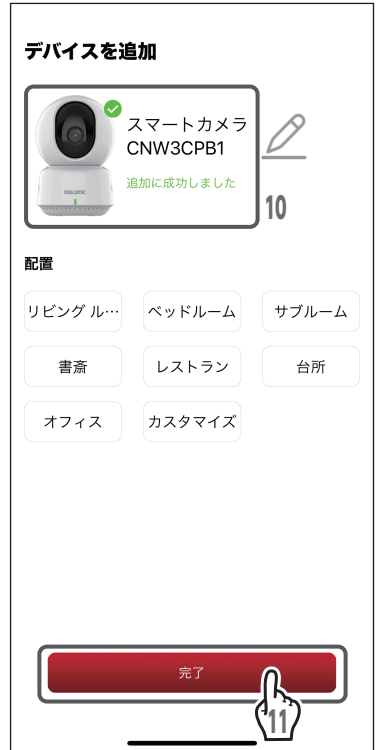 デバイスを追加
スマートカメラ
CNW3CPB1
追加に成功しました
10
配置
リビング ル…
ベッドルーム
サブルーム
書斎
レストラン
台所
オフィス
カスタマイズ
完了
11